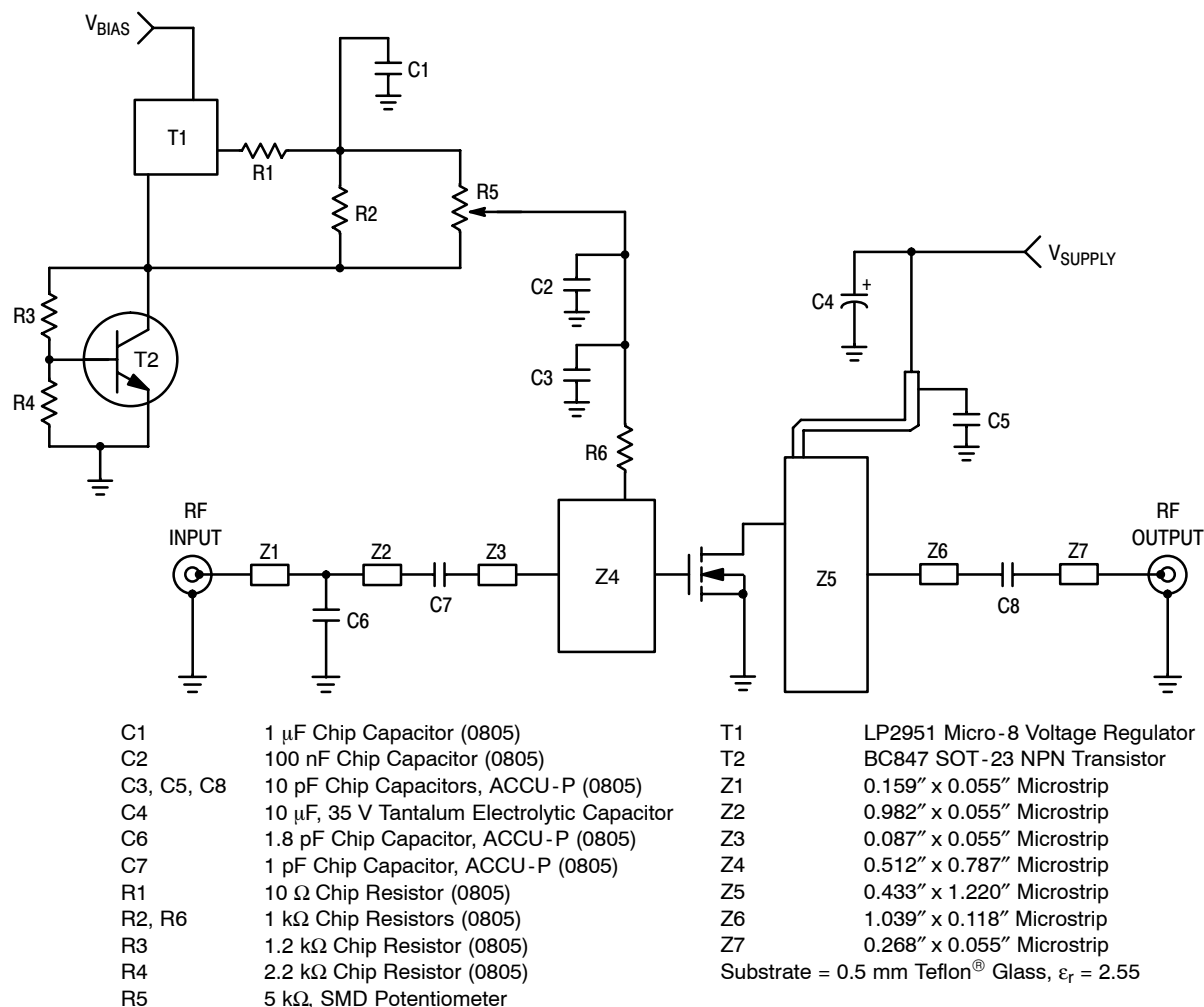 V_BIAS
C1
T1
R1
R2
R5
C2
V_SUPPLY
C4 +
R3
T2
C3
R4
R6
C5
RF
INPUT
RF
OUTPUT
Z1
Z2
Z3
Z4
Z5
Z6
Z7
C6
C7
C8
C1 1 μF Chip Capacitor (0805)
C2 100 nF Chip Capacitor (0805)
C3, C5, C8 10 pF Chip Capacitors, ACCU-P (0805)
C4 10 μF, 35 V Tantalum Electrolytic Capacitor
C6 1.8 pF Chip Capacitor, ACCU-P (0805)
C7 1 pF Chip Capacitor, ACCU-P (0805)
R1 10 Ω Chip Resistor (0805)
R2, R6 1 kΩ Chip Resistors (0805)
R3 1.2 kΩ Chip Resistor (0805)
R4 2.2 kΩ Chip Resistor (0805)
R5 5 kΩ, SMD Potentiometer
T1 LP2951 Micro-8 Voltage Regulator
T2 BC847 SOT-23 NPN Transistor
Z1 0.159″ x 0.055″ Microstrip
Z2 0.982″ x 0.055″ Microstrip
Z3 0.087″ x 0.055″ Microstrip
Z4 0.512″ x 0.787″ Microstrip
Z5 0.433″ x 1.220″ Microstrip
Z6 1.039″ x 0.118″ Microstrip
Z7 0.268″ x 0.055″ Microstrip
Substrate = 0.5 mm Teflon® Glass, εr = 2.55